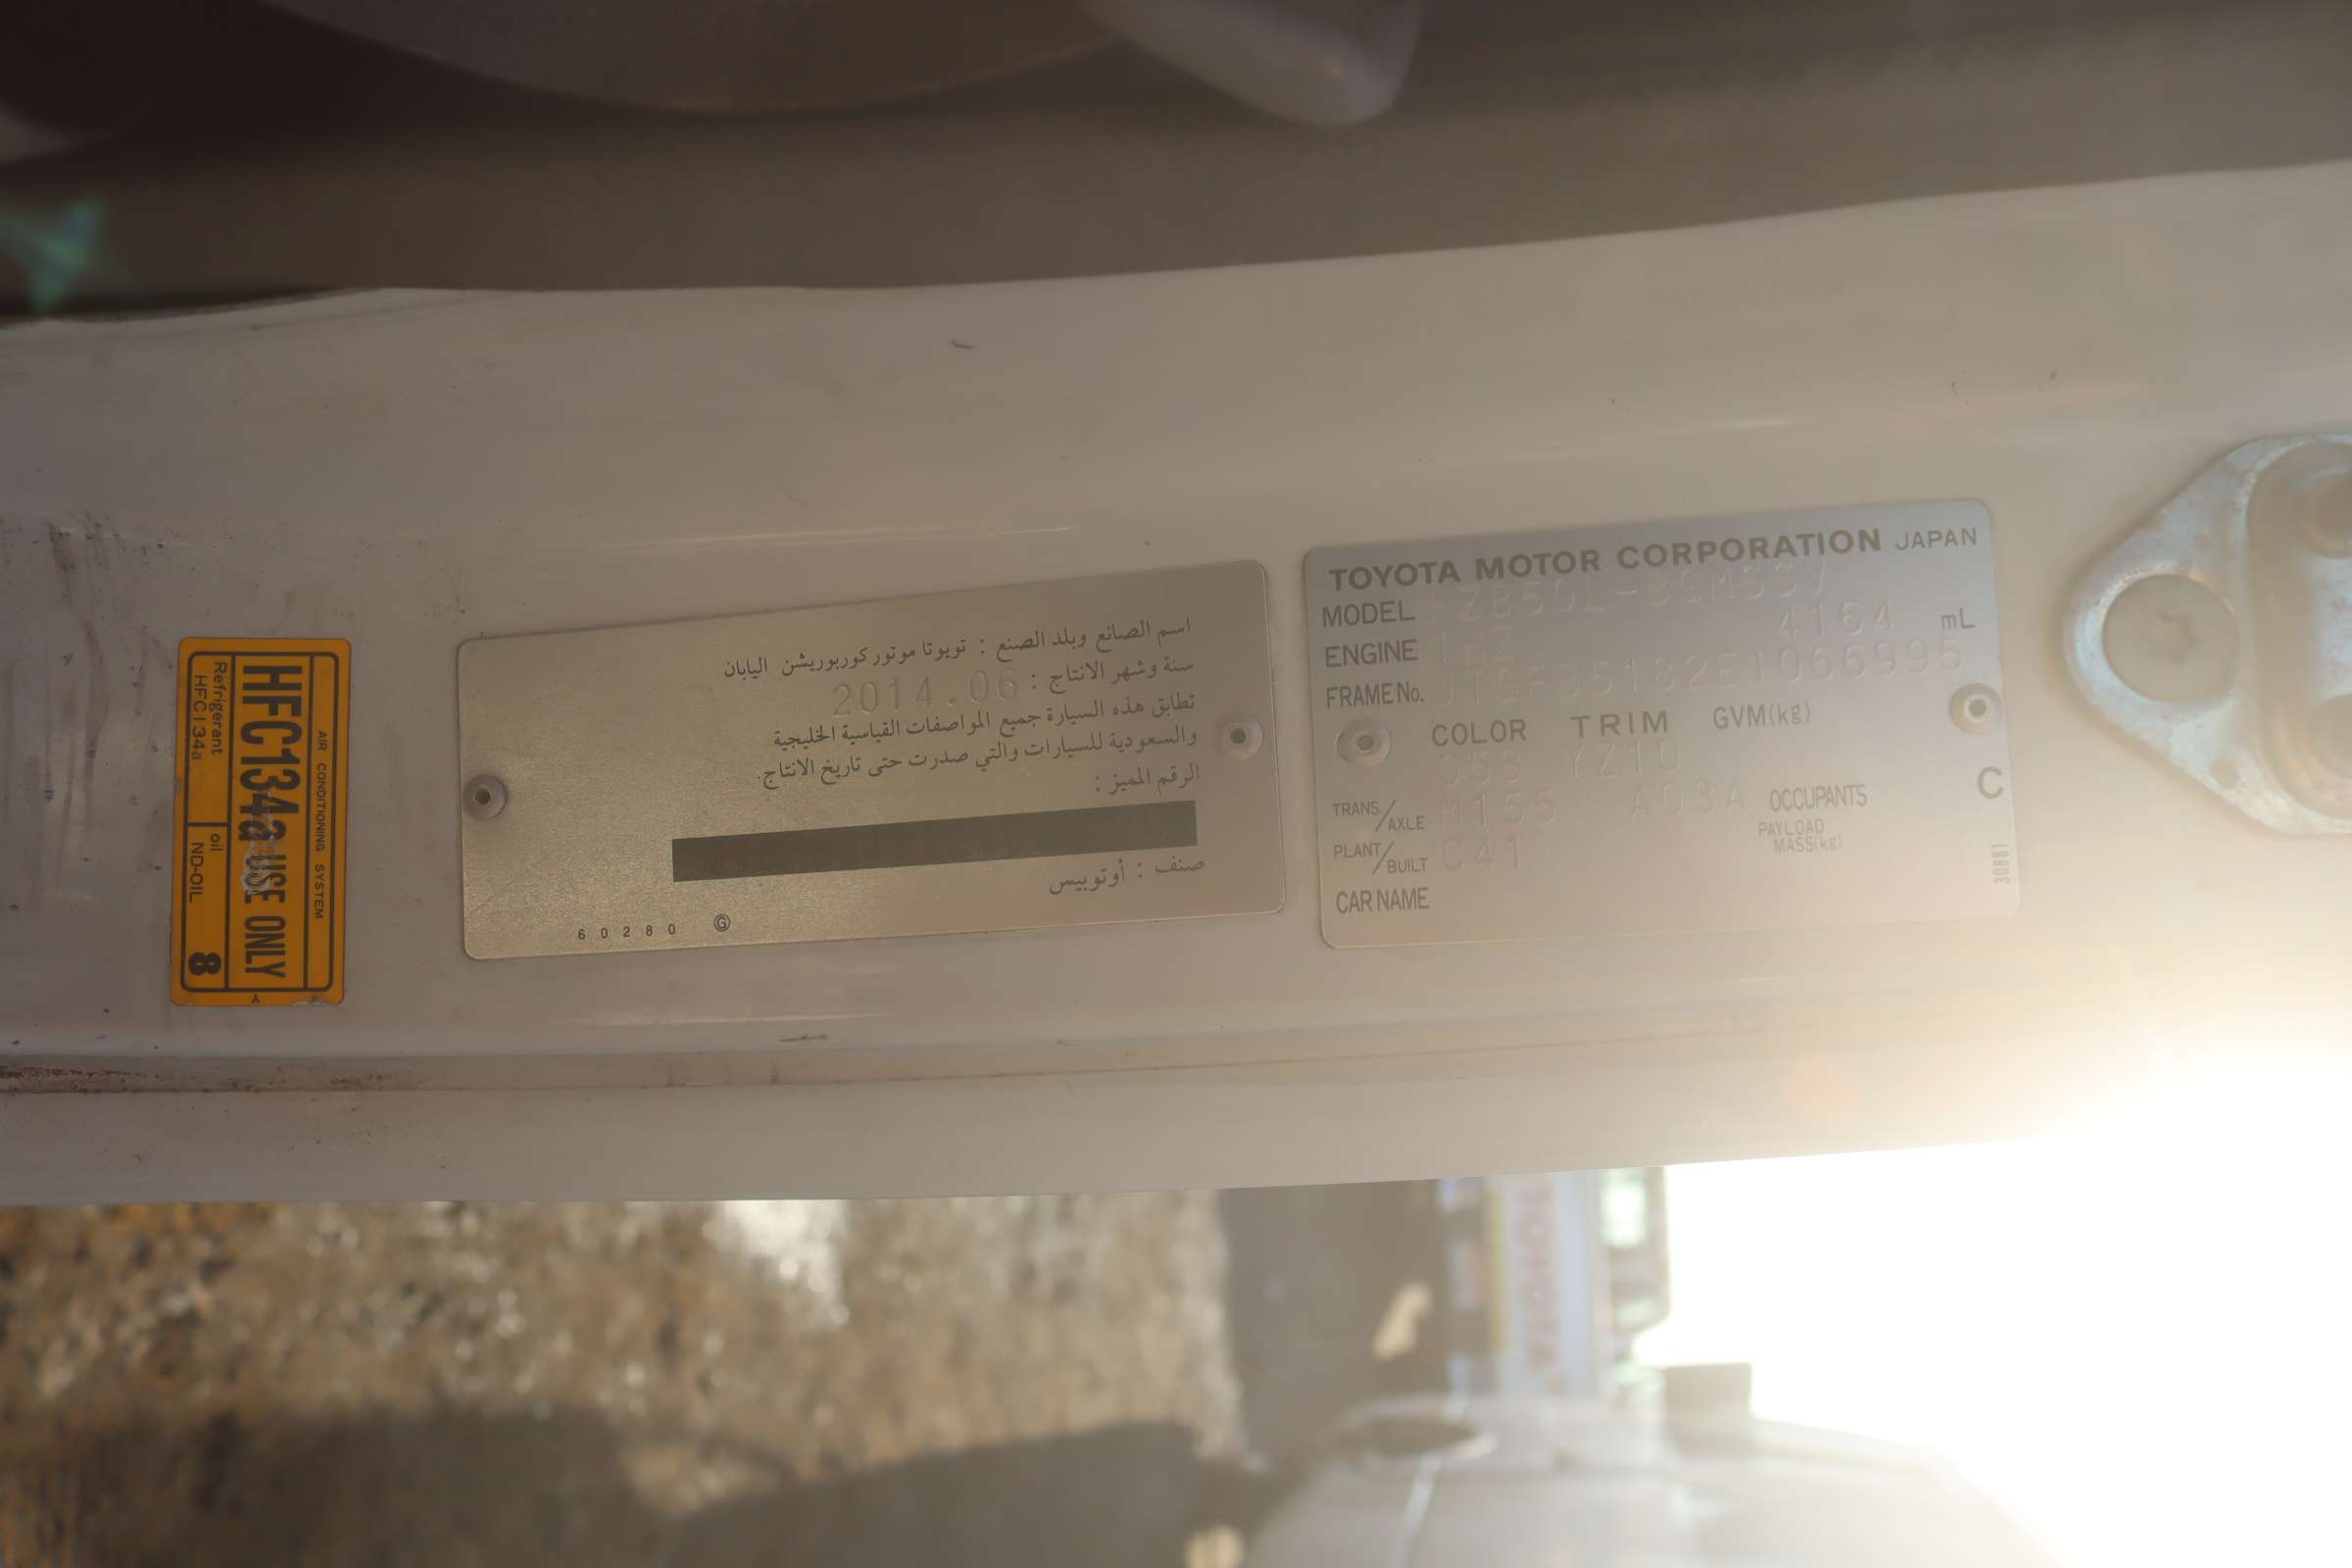 AIR CONDITIONING SYSTEM
HFC134a USE ONLY
Refrigerant
HFC134a
oil
ND-OIL
8
Y
اسم الصانع وبلد الصنع : تويوتا موتور كوربوريشن اليابان
سنة وشهر الانتاج : 2014.06
تطابق هذه السيارة جميع المواصفات القياسية الخليجية
والسعودية للسيارات والتي صدرت حتى تاريخ الانتاج.
الرقم المميز :
صنف : أوتوبيس
60280 G
TOYOTA MOTOR CORPORATION JAPAN
MODEL
ENGINE 4164 mL
FRAME No.
COLOR TRIM GVM(kg)
058
TRANS/AXLE M155 A03A OCCUPANTS
PAYLOAD
MASS(kg)
PLANT/BUILT C41
CAR NAME
C
30881